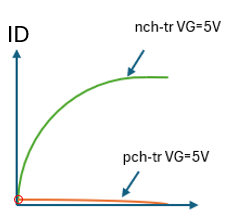 nch-tr VG=5V
ID
pch-tr VG=5V